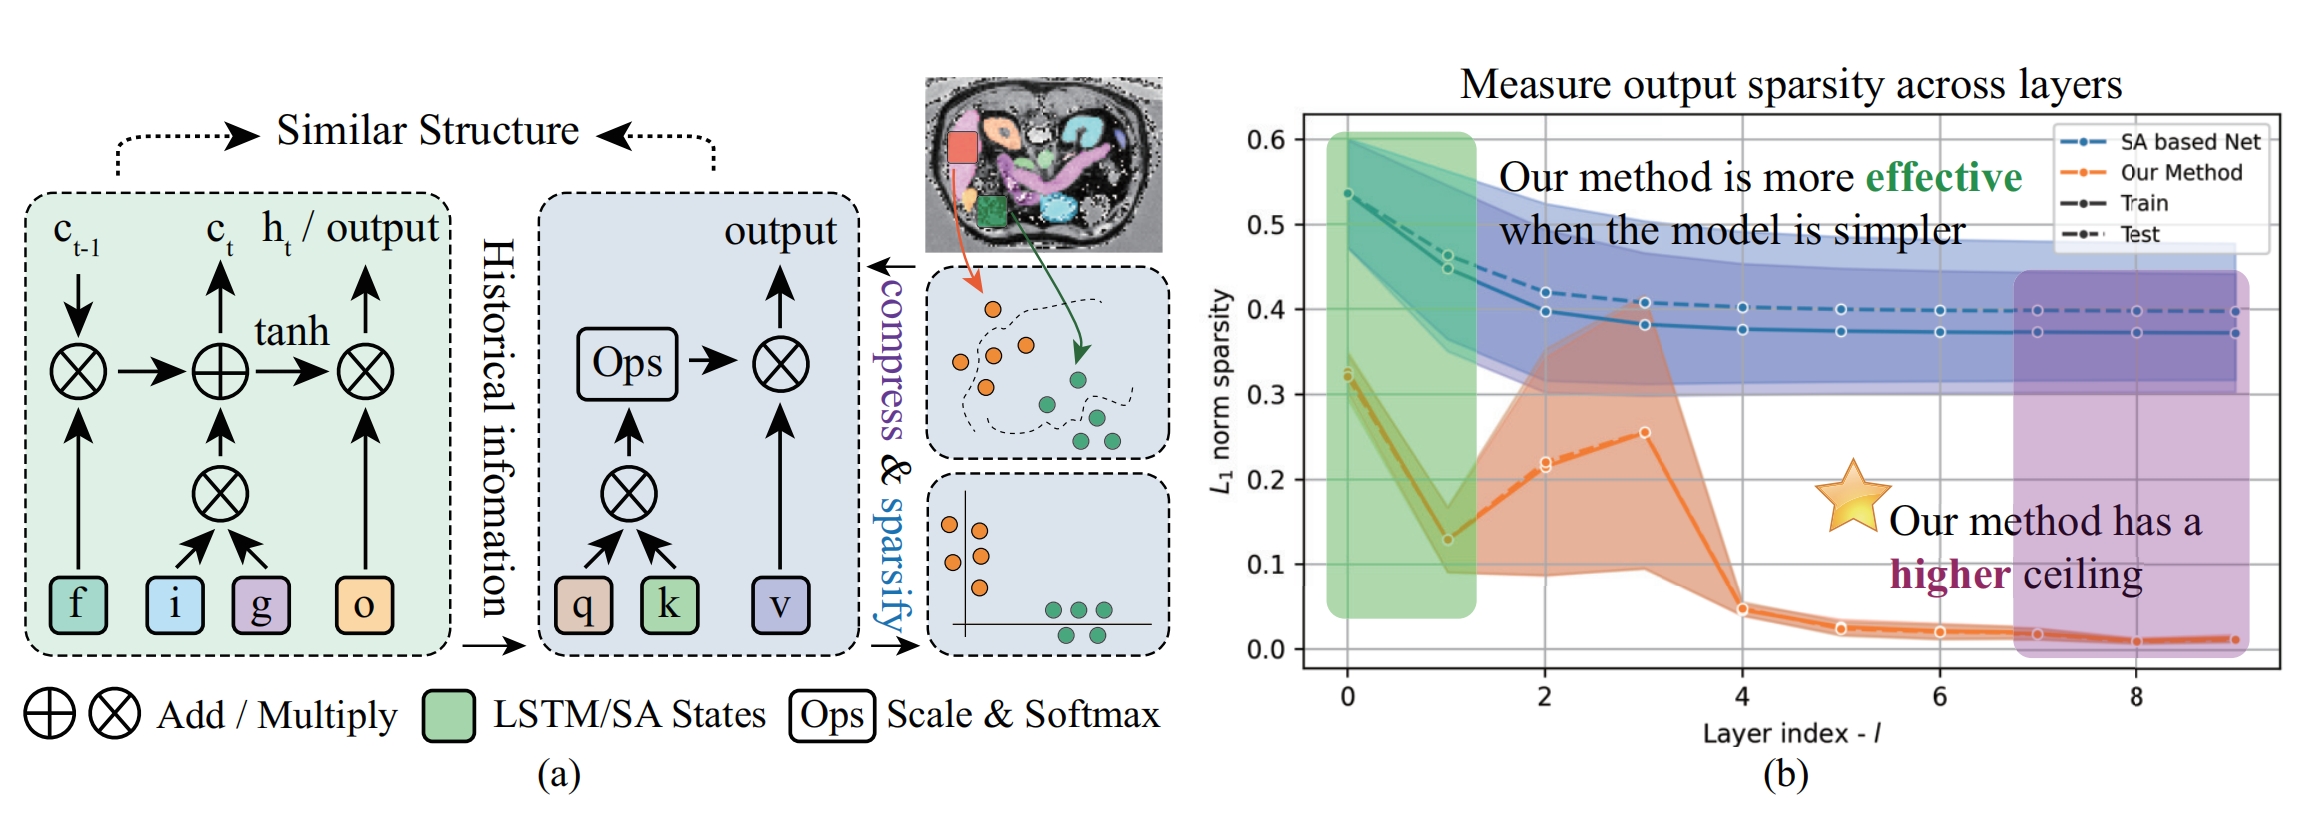 Similar Structure
c_{t-1}
c_t
h_t / output
tanh
f
i
g
o
Historical infomation
output
Ops
q
k
v
compress & sparsify
Add / Multiply
LSTM/SA States
Ops
Scale & Softmax
(a)
Measure output sparsity across layers
L₁ norm sparsity
0.6
0.5
0.4
0.3
0.2
0.1
0.0
Our method is more effective
when the model is simpler
SA based Net
Our Method
Train
Test
Our method has a
higher ceiling
0
2
4
6
8
Layer index - l
(b)